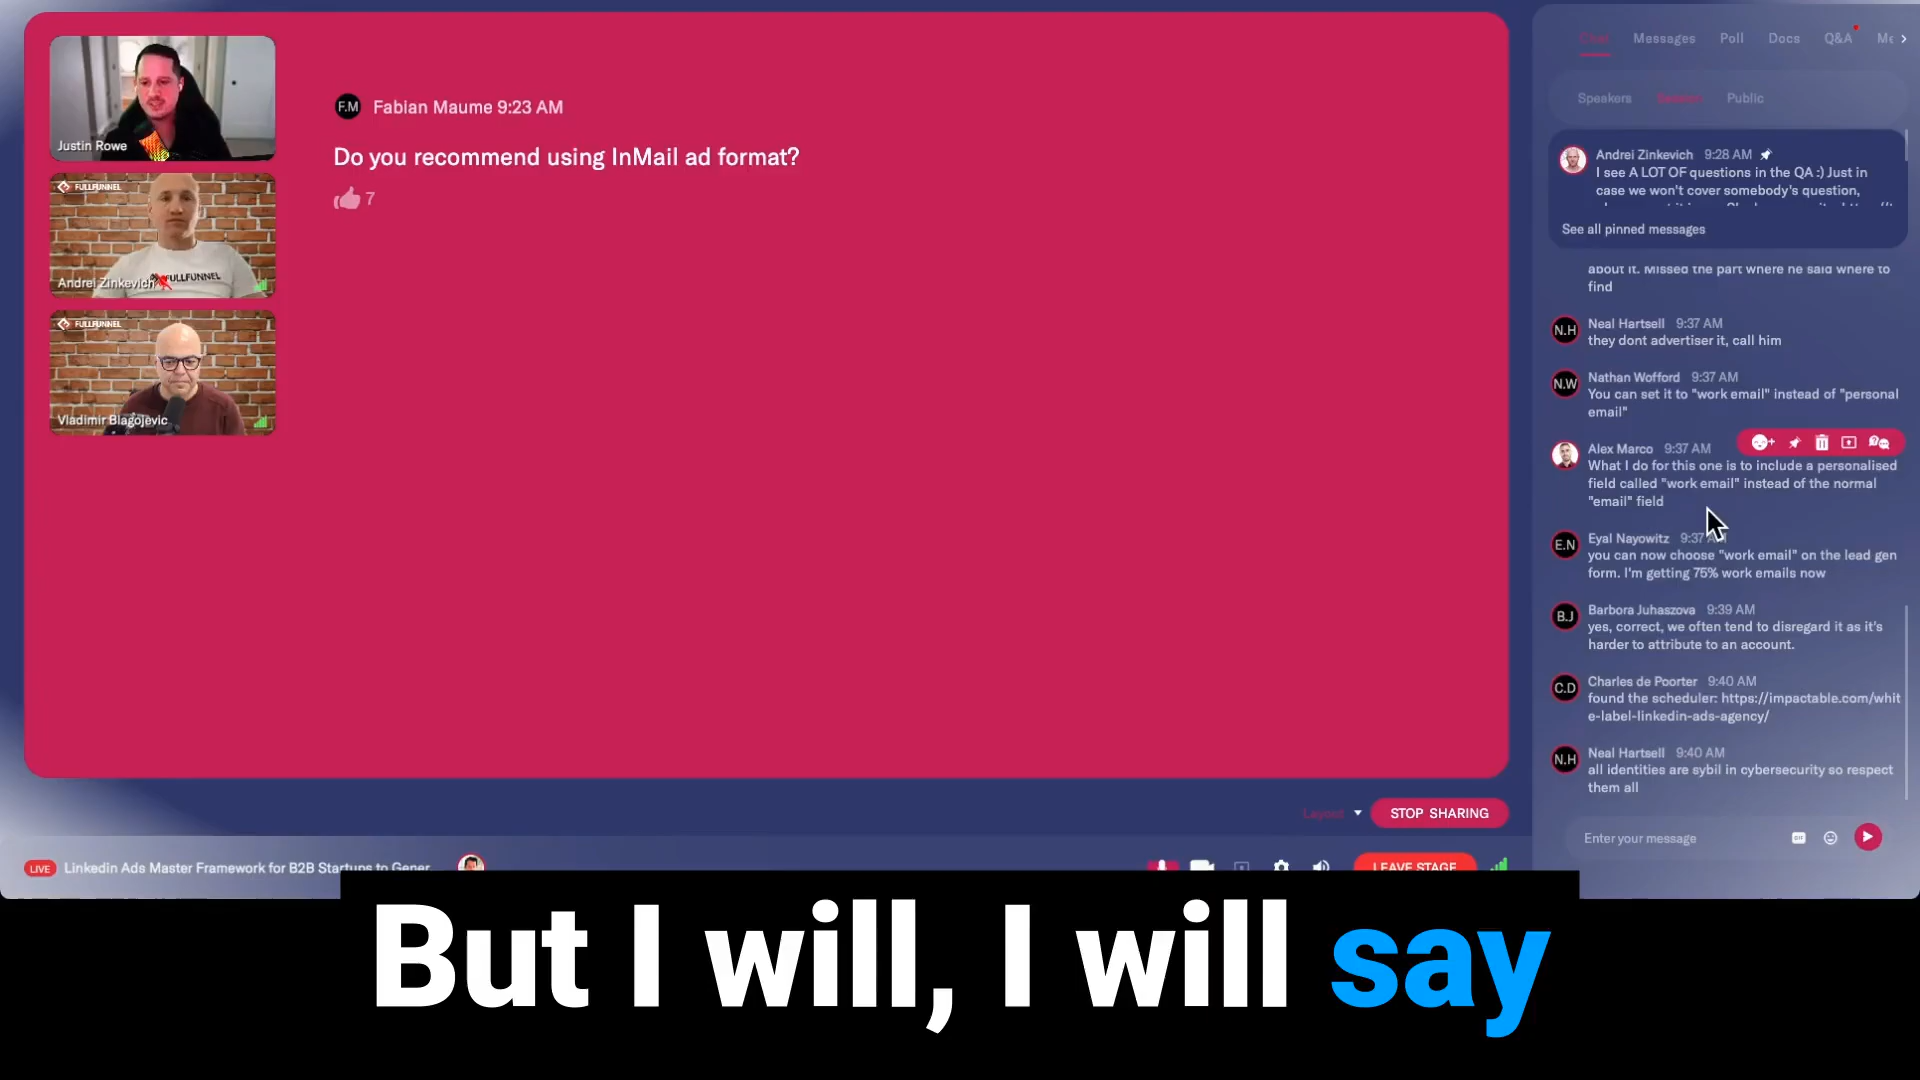 Justin Rowe
FULLFUNNEL
FULLFUNNEL
Andrei Zinkevich
FULLFUNNEL
Vladimir Blagojevic
F.M Fabian Maume 9:23 AM
Do you recommend using InMail ad format?
7
Chat Messages Poll Docs Q&A
Speakers Session Public
Andrei Zinkevich 9:28 AM
I see A LOT OF questions in the QA :) Just in
case we won't cover somebody's question,
See all pinned messages
about it. Missed the part where he said where to
find
N.H Neal Hartsell 9:37 AM
they dont advertiser it, call him
N.W Nathan Wofford 9:37 AM
You can set it to "work email" instead of "personal
email"
Alex Marco 9:37 AM
What I do for this one is to include a personalised
field called "work email" instead of the normal
"email" field
E.N Eyal Nayowitz 9:37 AM
you can now choose "work email" on the lead gen
form. I'm getting 75% work emails now
B.J Barbora Juhaszova 9:39 AM
yes, correct, we often tend to disregard it as it's
harder to attribute to an account.
C.D Charles de Poorter 9:40 AM
found the scheduler: https://impactable.com/whit
e-label-linkedin-ads-agency/
N.H Neal Hartsell 9:40 AM
all identities are sybil in cybersecurity so respect
them all
Enter your message GIF
Layout STOP SHARING
LIVE Linkedin Ads Master Framework for B2B Startups to Gener...
LEAVE STAGE
But I will, I will say